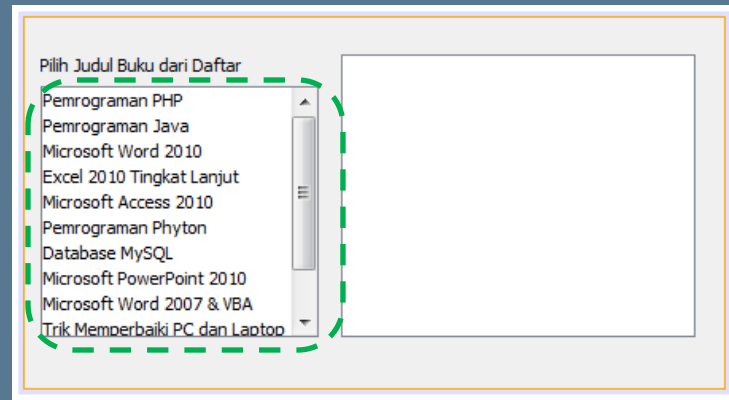 Pilih Judul Buku dari Daftar
Pemrograman PHP
Pemrograman Java
Microsoft Word 2010
Excel 2010 Tingkat Lanjut
Microsoft Access 2010
Pemrograman Phyton
Database MySQL
Microsoft PowerPoint 2010
Microsoft Word 2007 & VBA
Trik Memperbaiki PC dan Laptop